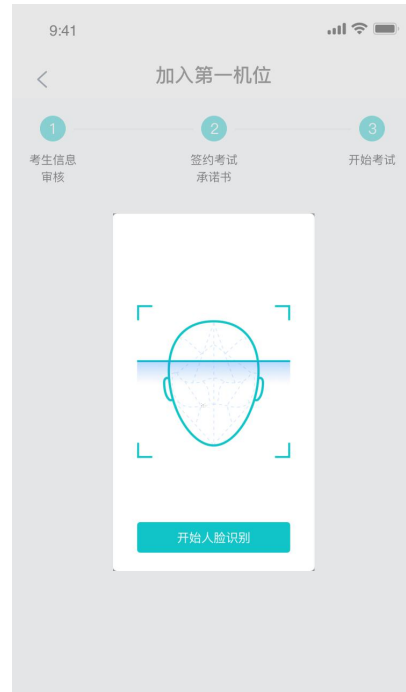 9:41
加入第一机位
1
2
3
考生信息
审核
签约考试
承诺书
开始考试
开始人脸识别